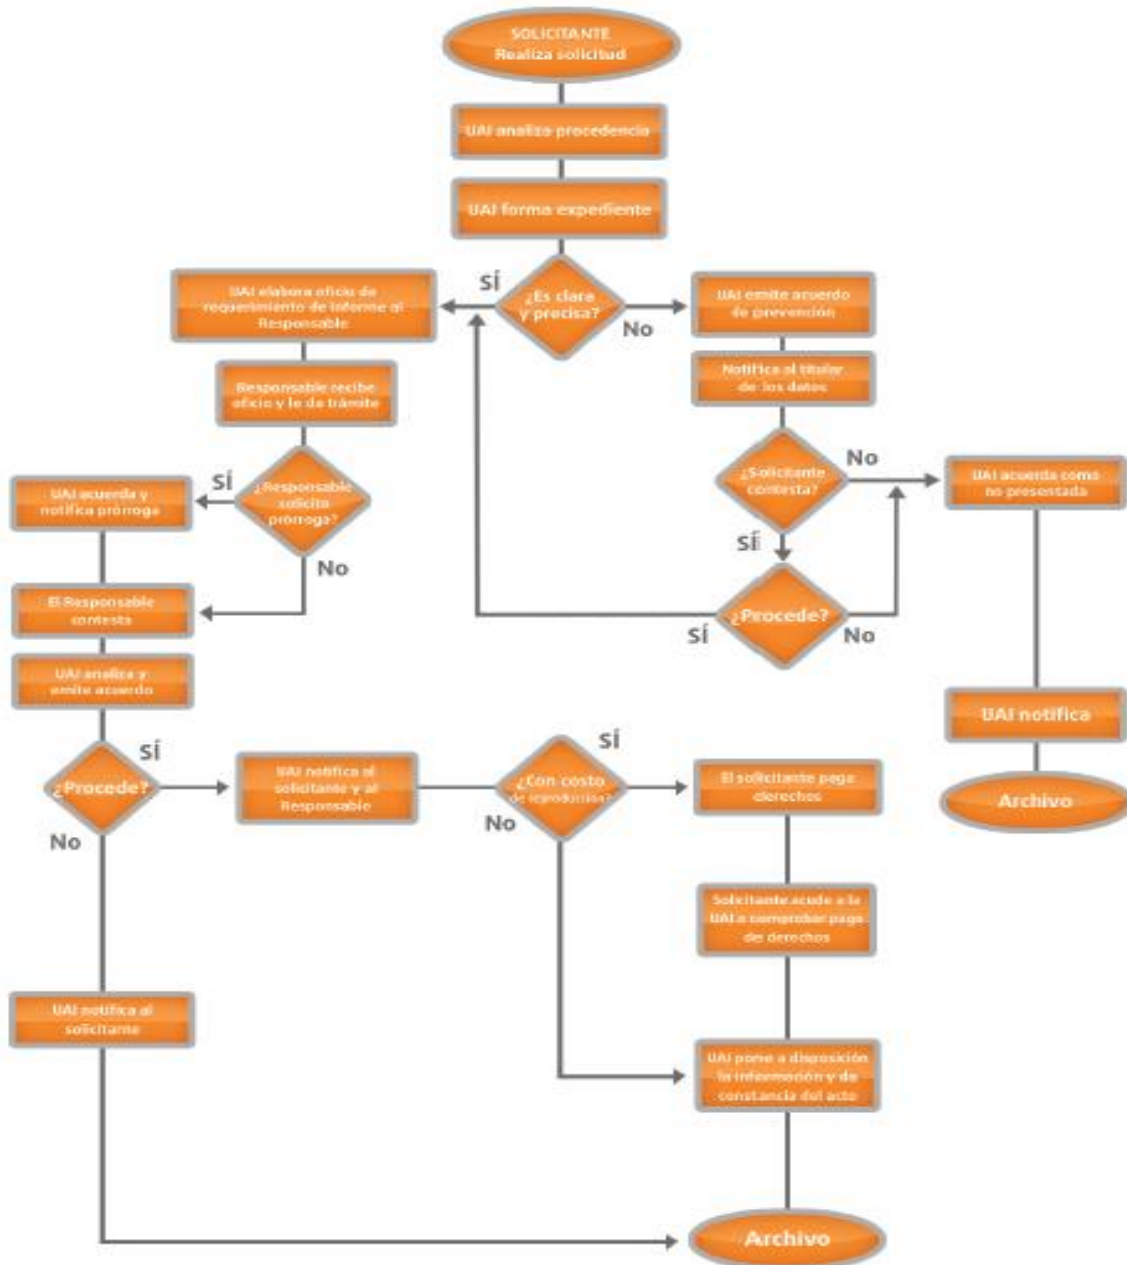 SOLICITANTE
Realiza solicitud
UAI analiza procedencia
UAI forma expediente
¿Es clara
y precisa?
SÍ
No
UAI elabora oficio de
requerimiento de informe al
Responsable
Responsable recibe
oficio y le da trámite
¿Responsable
solicita
prórroga?
SÍ
No
UAI acuerda y
notifica prórroga
El Responsable
contesta
UAI analiza y
emite acuerdo
¿Procede?
SÍ
No
UAI emite acuerdo
de prevención
Notifica al titular
de los datos
¿Solicitante
contesta?
No
SÍ
¿Procede?
SÍ
No
UAI acuerda como
no presentada
UAI notifica
Archivo
UAI notifica al
solicitante y al
Responsable
¿Con costo
de reproducción?
SÍ
No
El solicitante paga
derechos
Solicitante acude a la
UAI a comprobar pago
de derechos
UAI pone a disposición
la información y da
constancia del acto
UAI notifica al
solicitante
Archivo